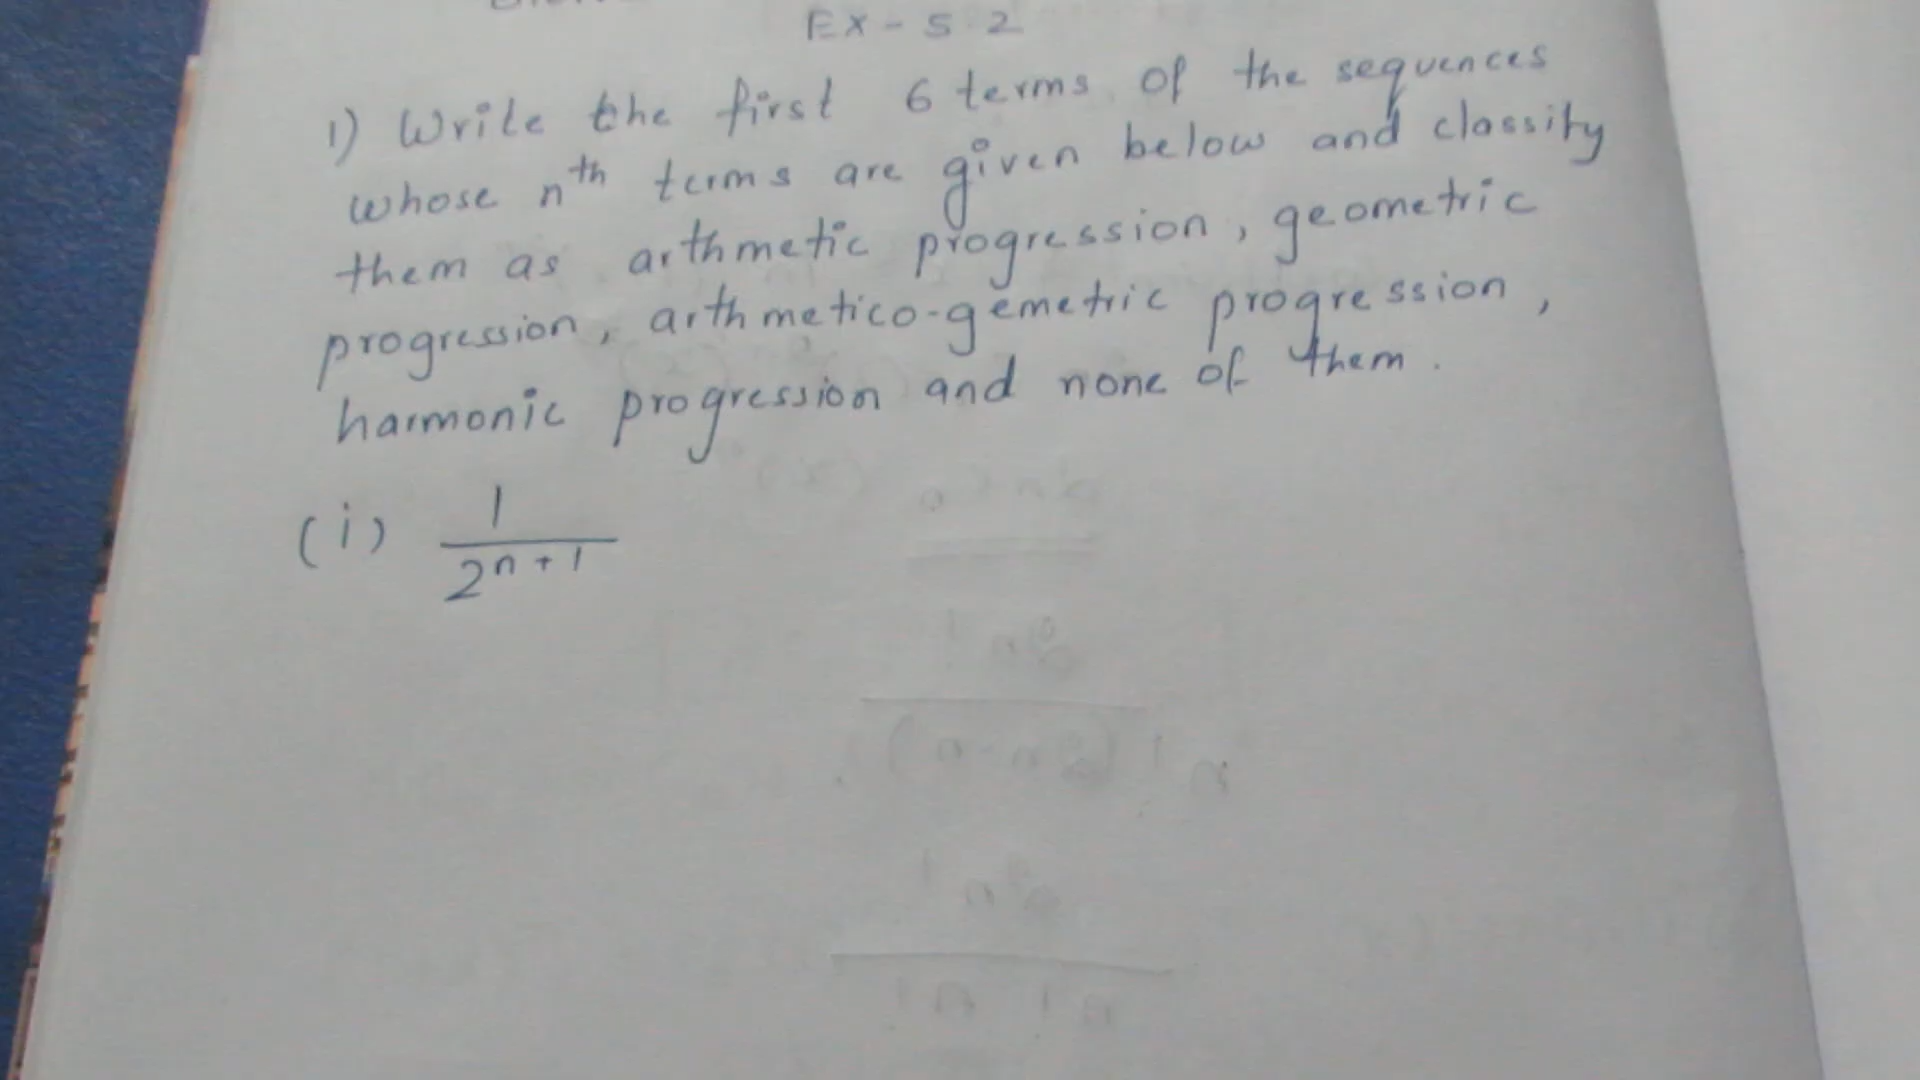 EX - 5.2
1) Write the first 6 terms of the sequences
whose nth terms are given below and classify
them as arthmetic progression, geometric
progression, arthmetico-gemetric progression,
harmonic progression and none of them.
(i) 1
2^{n+1}